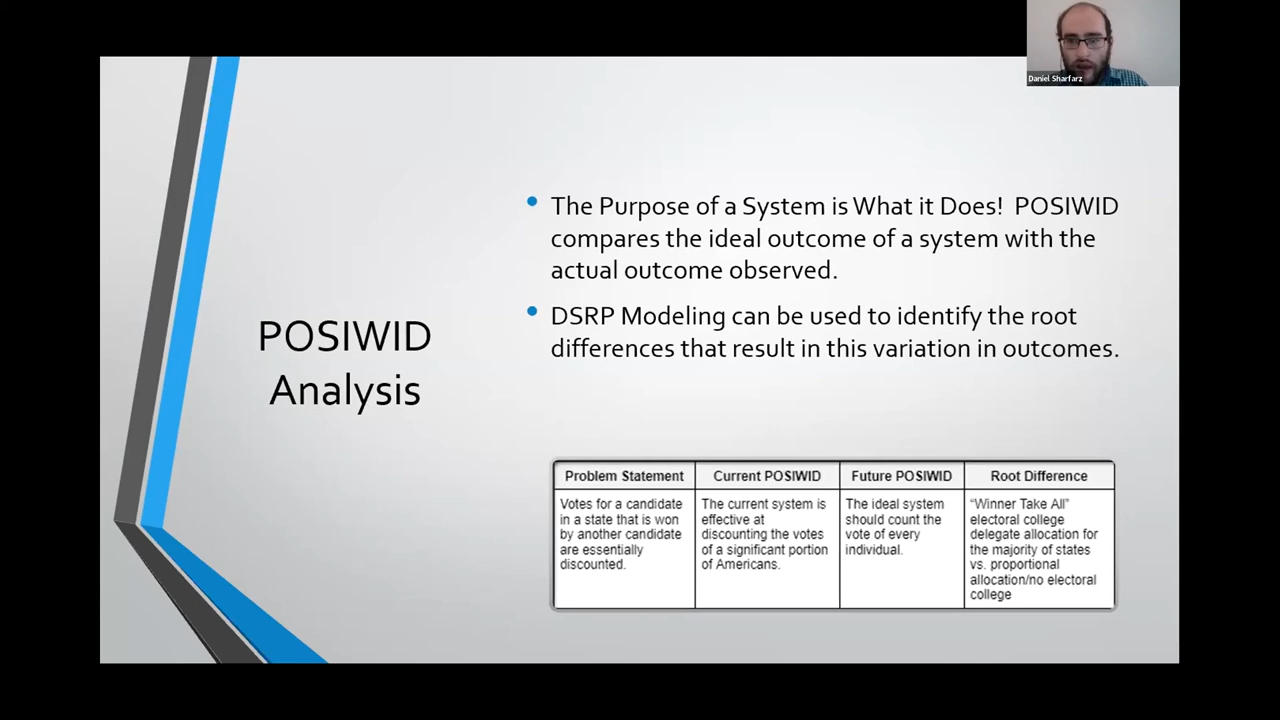 Daniel Sharfarz
POSIWID
Analysis
• The Purpose of a System is What it Does! POSIWID
compares the ideal outcome of a system with the
actual outcome observed.
• DSRP Modeling can be used to identify the root
differences that result in this variation in outcomes.
Problem Statement
Current POSIWID
Future POSIWID
Root Difference
Votes for a candidate
in a state that is won
by another candidate
are essentially
discounted.
The current system is
effective at
discounting the votes
of a significant portion
of Americans.
The ideal system
should count the
vote of every
individual.
“Winner Take All”
electoral college
delegate allocation for
the majority of states
vs. proportional
allocation/no electoral
college